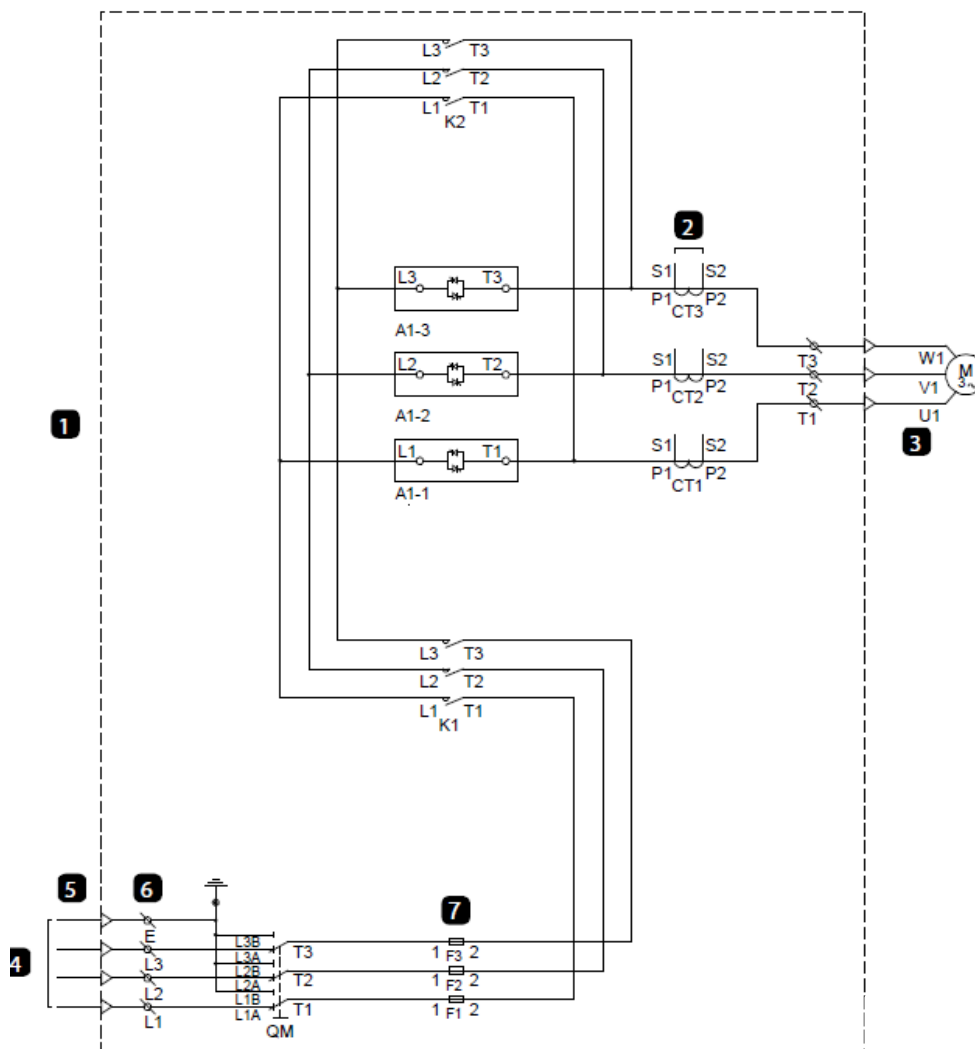 L3 T3
L2 T2
L1 T1
K2
2
S1 S2
L3 T3
P1 P2
CT3
A1-3
T3
W1
S1 S2
L2 T2
P1 P2
CT2
T2
V1
M
3~
A1-2
T1
U1
1
3
S1 S2
L1 T1
P1 P2
CT1
A1-1
L3 T3
L2 T2
L1 T1
K1
5
6
7
E
L3B
1 F3 2
4
L3
L3A
T3
L2B
1 F2 2
L2
L2A
T2
L1B
1 F1 2
L1
L1A
T1
QM